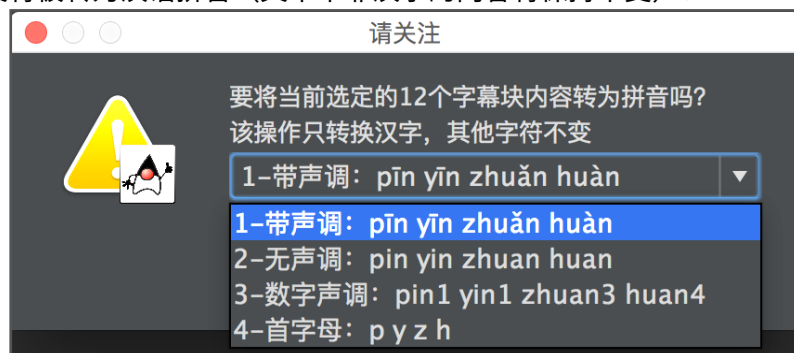 请关注
要将当前选定的12个字幕块内容转为拼音吗?
该操作只转换汉字，其他字符不变
1-带声调：pīn yīn zhuǎn huàn
1-带声调：pīn yīn zhuǎn huàn
2-无声调：pin yin zhuan huan
3-数字声调：pin1 yin1 zhuan3 huan4
4-首字母：p y z h